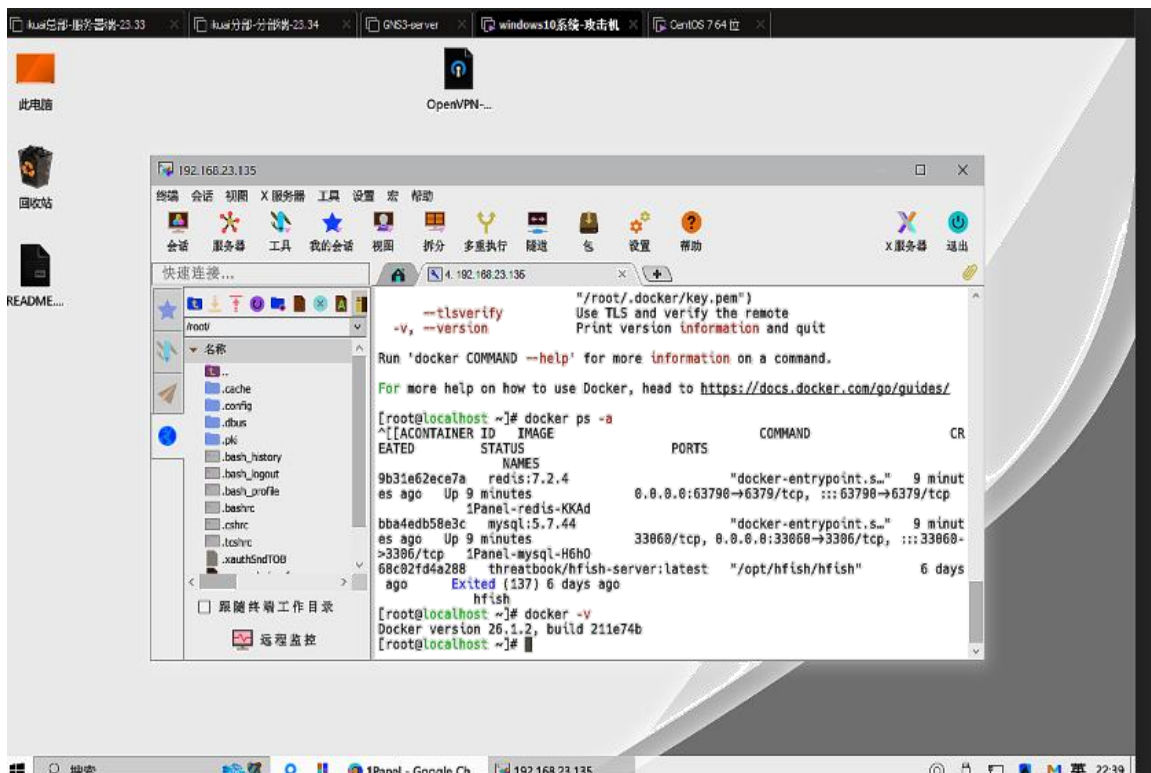 ikuai总部-服务器端-23.33 ikuai分部-分部端-23.34 GNS3-server windows10系统-攻击机 CentOS 7 64 位
此电脑
OpenVPN-...
回收站
README....
192.168.23.135
终端 会话 视图 X 服务器 工具 设置 宏 帮助
会话 服务器 工具 我的会话 视图 拆分 多重执行 隧道 包 设置 帮助 X 服务器 退出
快速连接...
4. 192.168.23.135
/root/
名称
..
.cache
.config
.dbus
.pki
.bash_history
.bash_logout
.bash_profile
.bashrc
.cshrc
.tcshrc
.xauth5ndTOB
跟随终端工作目录
远程监控
"/root/.docker/key.pem")
--tlsverify Use TLS and verify the remote
-v, --version Print version information and quit
Run 'docker COMMAND --help' for more information on a command.
For more help on how to use Docker, head to https://docs.docker.com/go/guides/
[root@localhost ~]# docker ps -a
^[[ACONTAINER ID IMAGE COMMAND CR
EATED STATUS PORTS
NAMES
9b31e62ece7a redis:7.2.4 "docker-entrypoint.s…" 9 minut
es ago Up 9 minutes 0.0.0.0:63790->6379/tcp, :::63790->6379/tcp
1Panel-redis-KKAd
bba4edb58e3c mysql:5.7.44 "docker-entrypoint.s…" 9 minut
es ago Up 9 minutes 33060/tcp, 0.0.0.0:33060->3306/tcp, :::33060-
>3306/tcp 1Panel-mysql-H6hO
68c02fd4a288 threatbook/hfish-server:latest "/opt/hfish/hfish" 6 days
ago Exited (137) 6 days ago
hfish
[root@localhost ~]# docker -v
Docker version 26.1.2, build 211e74b
[root@localhost ~]#
搜索 1Panel - Google Ch... 192.168.23.135 英 22:39